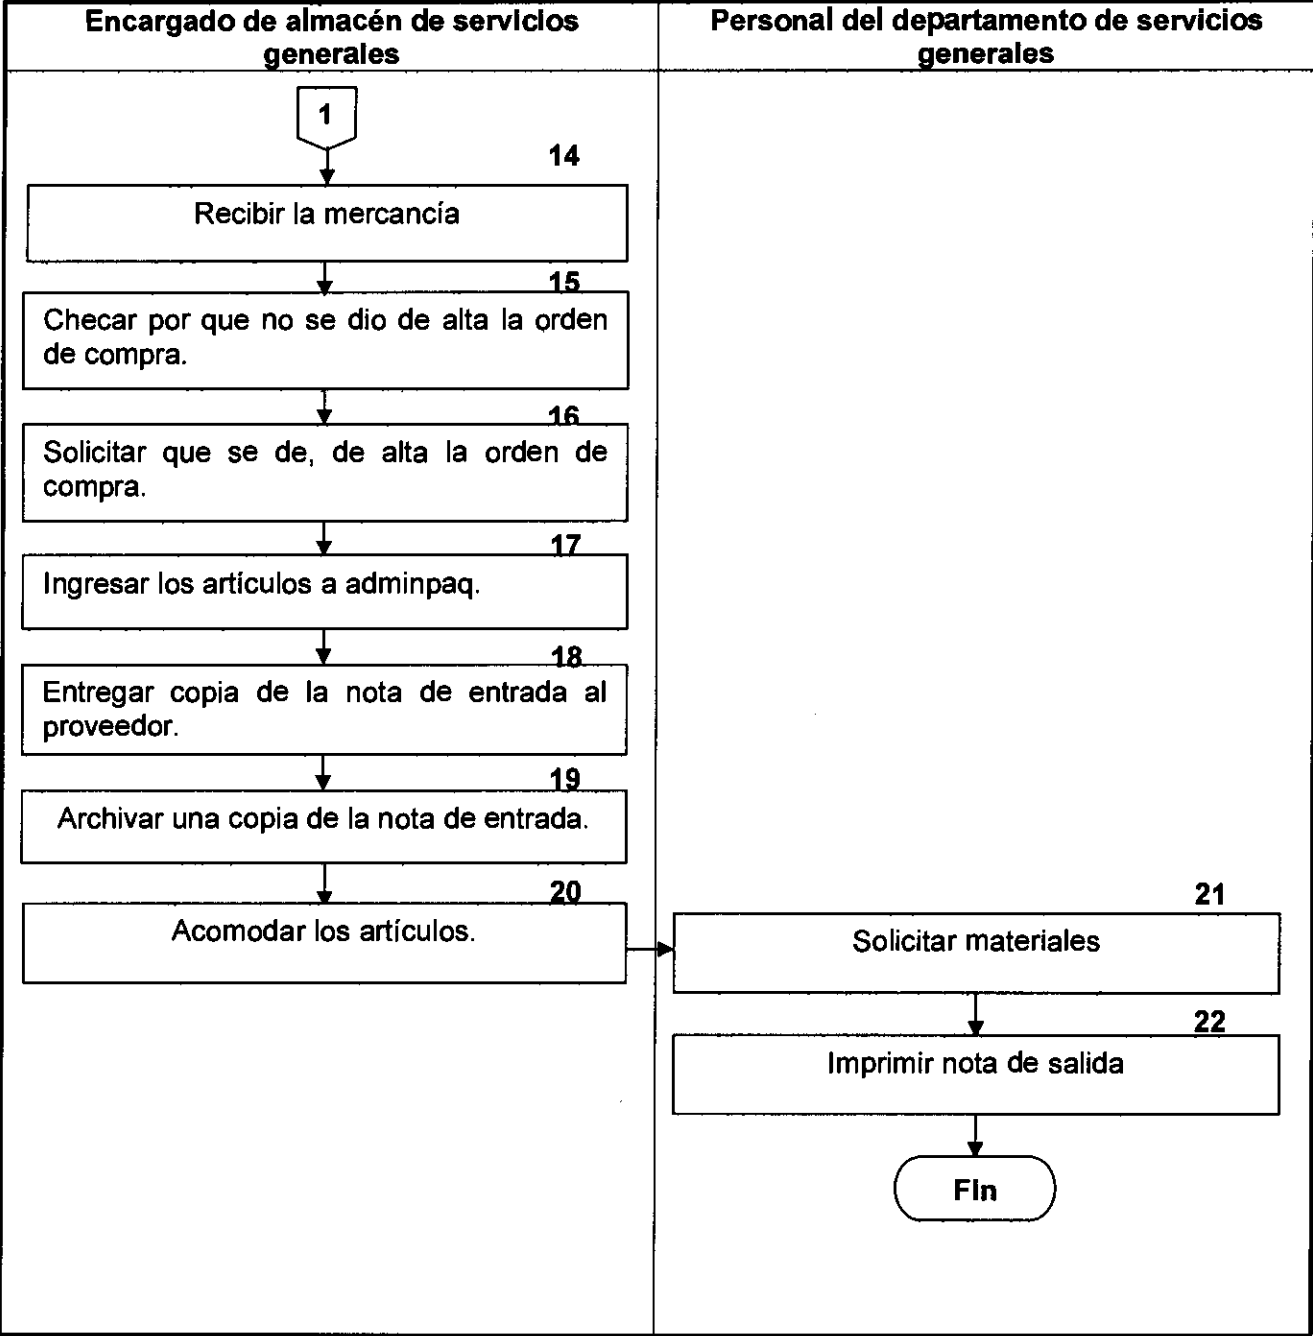 Encargado de almacén de servicios
generales
Personal del departamento de servicios
generales
1
14
Recibir la mercancía
15
Checar por que no se dio de alta la orden
de compra.
16
Solicitar que se de, de alta la orden de
compra.
17
Ingresar los artículos a adminpaq.
18
Entregar copia de la nota de entrada al
proveedor.
19
Archivar una copia de la nota de entrada.
20
Acomodar los artículos.
21
Solicitar materiales
22
Imprimir nota de salida
Fin